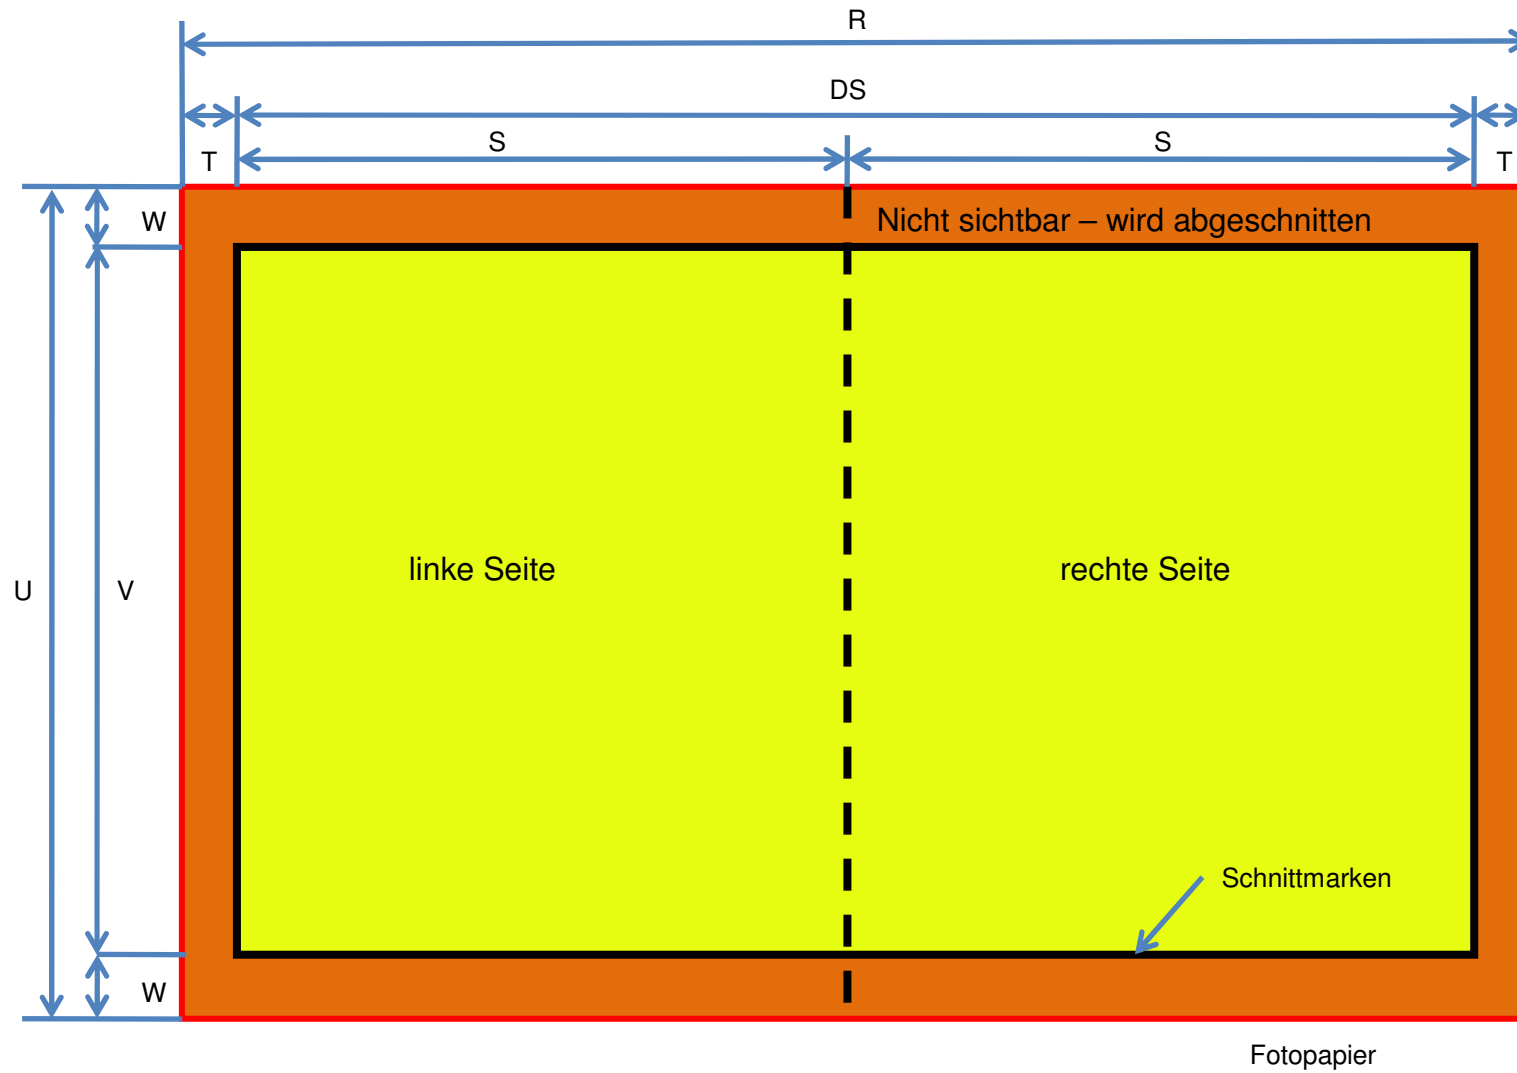 R
DS
S
S
T
T
W
Nicht sichtbar – wird abgeschnitten
linke Seite
rechte Seite
U
V
Schnittmarken
W
Fotopapier